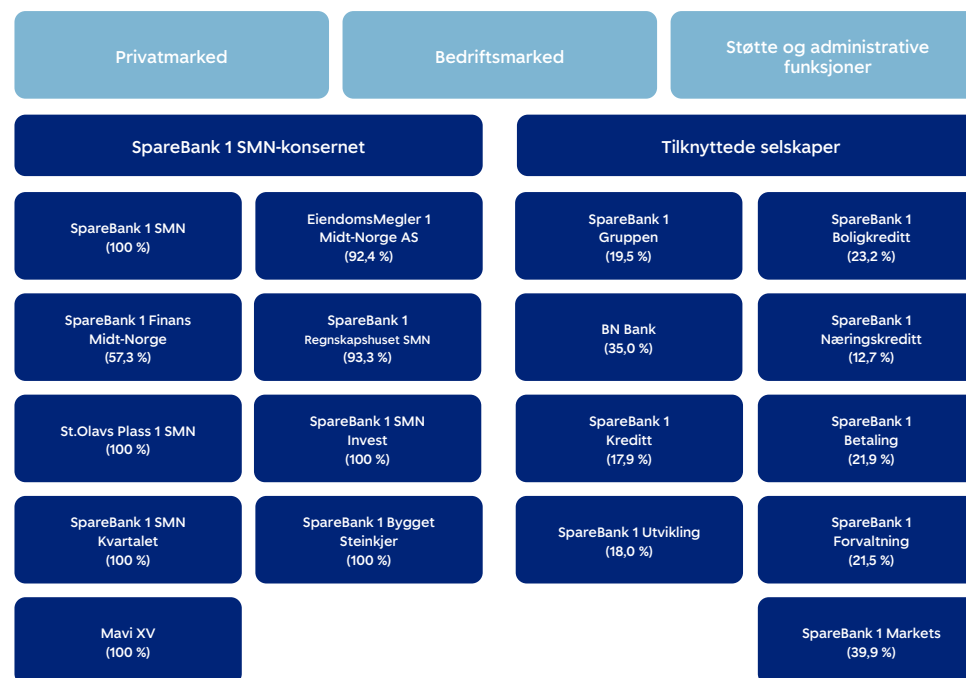 Privatmarked
Bedriftsmarked
Støtte og administrative
funksjoner
SpareBank 1 SMN-konsernet
Tilknyttede selskaper
SpareBank 1 SMN
(100 %)
EiendomsMegler 1
Midt-Norge AS
(92,4 %)
SpareBank 1
Gruppen
(19,5 %)
SpareBank 1
Boligkreditt
(23,2 %)
SpareBank 1 Finans
Midt-Norge
(57,3 %)
SpareBank 1
Regnskapshuset SMN
(93,3 %)
BN Bank
(35,0 %)
SpareBank 1
Næringskreditt
(12,7 %)
St.Olavs Plass 1 SMN
(100 %)
SpareBank 1 SMN
Invest
(100 %)
SpareBank 1
Kreditt
(17,9 %)
SpareBank 1
Betaling
(21,9 %)
SpareBank 1 SMN
Kvartalet
(100 %)
SpareBank 1 Bygget
Steinkjer
(100 %)
SpareBank 1 Utvikling
(18,0 %)
SpareBank 1
Forvaltning
(21,5 %)
Mavi XV
(100 %)
SpareBank 1 Markets
(39,9 %)